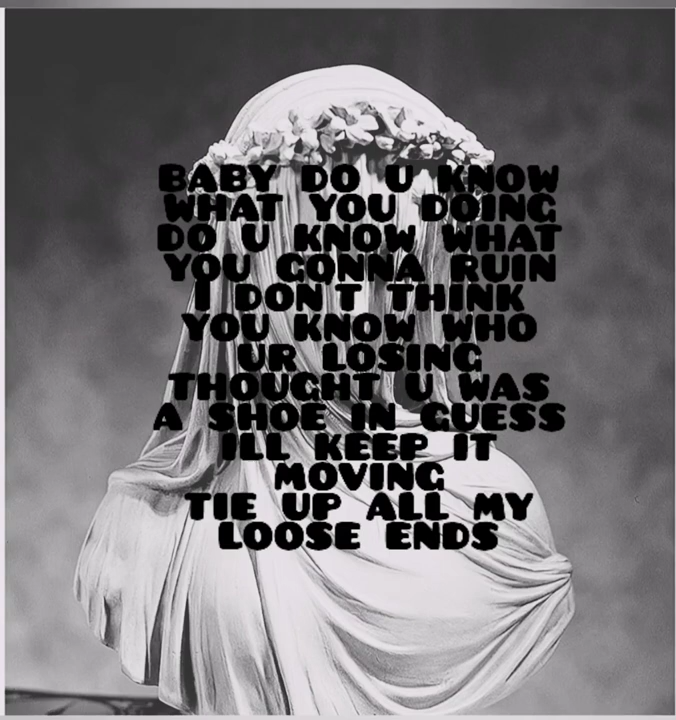 BABY DO U KNOW
WHAT YOU DOING
DO U KNOW WHAT
YOU GONNA RUIN
I DON'T THINK
YOU KNOW WHO
UR LOSING
THOUGHT U WAS
A SHOE IN GUESS
ILL KEEP IT
MOVING
TIE UP ALL MY
LOOSE ENDS